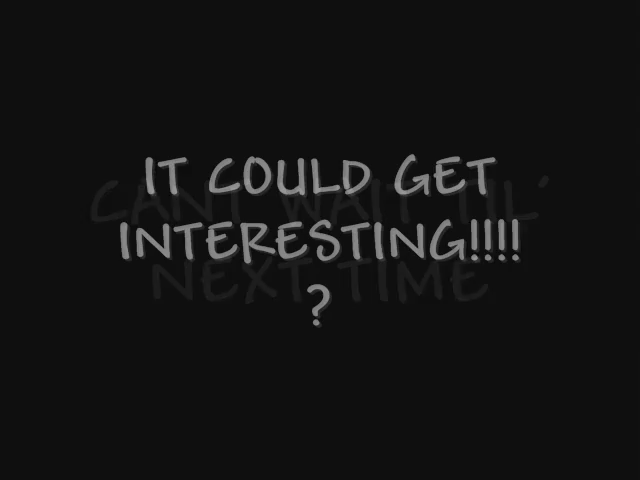 IT COULD GET
CANT WAIT TIL'
INTERESTING!!!!
NEXT TIME
?